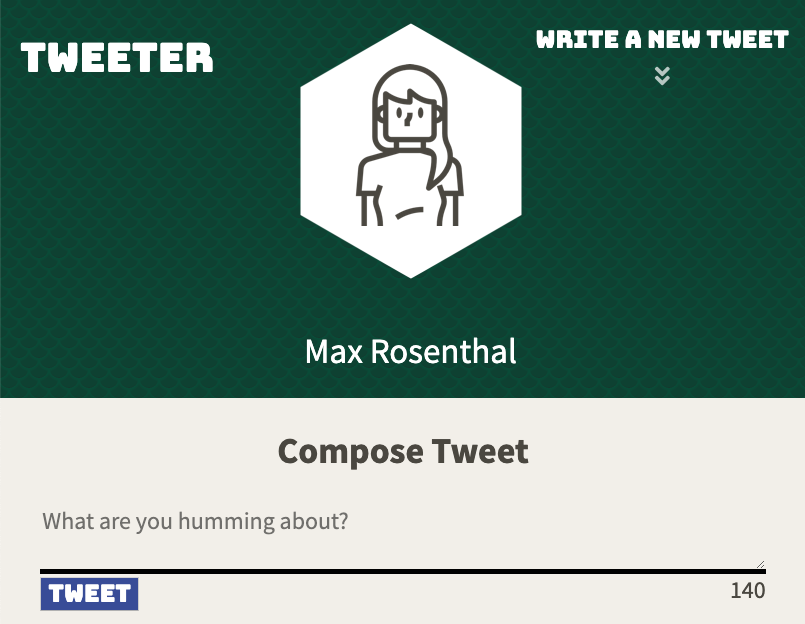 TWEETER
WRITE A NEW TWEET
Max Rosenthal
Compose Tweet
What are you humming about?
TWEET
140